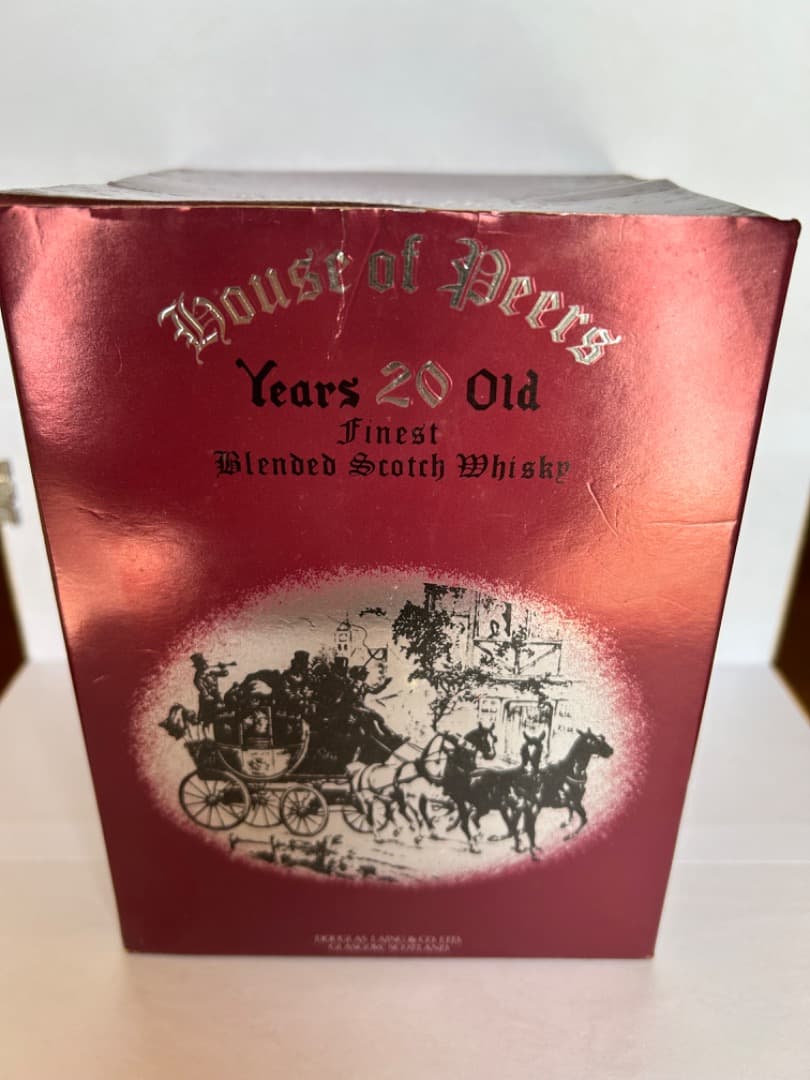 House of Peers
Years 20 Old
Finest
Blended Scotch Whisky
DOUGLAS LAING & CO. LTD.
GLASGOW, SCOTLAND